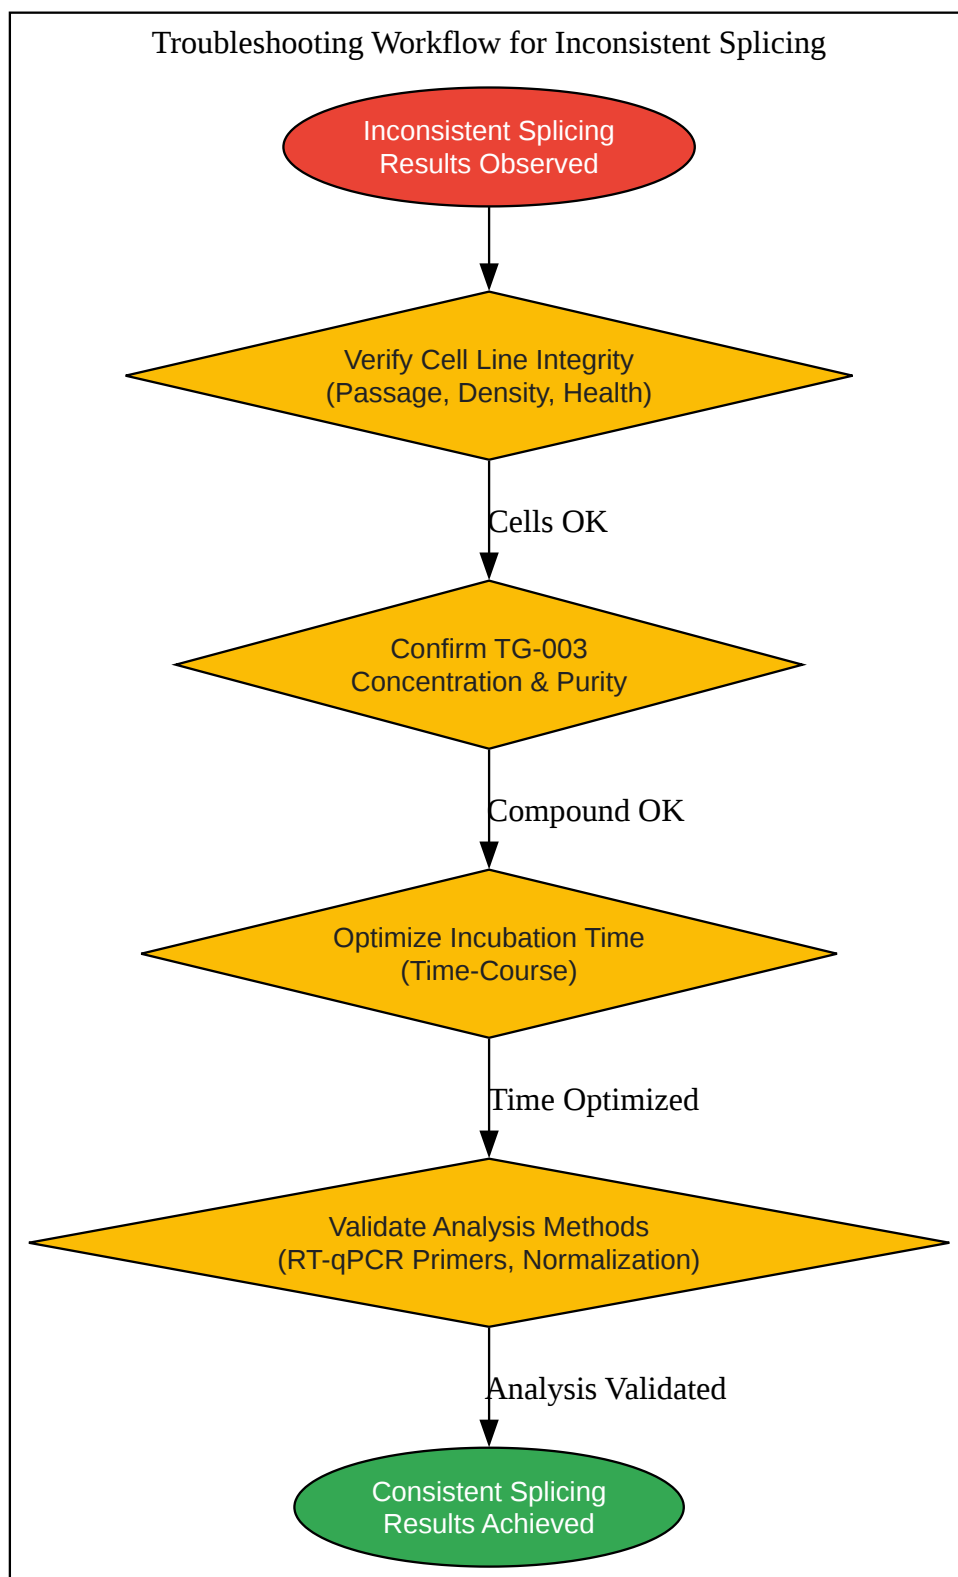 Troubleshooting Workflow for Inconsistent Splicing
Inconsistent Splicing
Results Observed
Verify Cell Line Integrity
(Passage, Density, Health)
Cells OK
Confirm TG-003
Concentration & Purity
Compound OK
Optimize Incubation Time
(Time-Course)
Time Optimized
Validate Analysis Methods
(RT-qPCR Primers, Normalization)
Analysis Validated
Consistent Splicing
Results Achieved